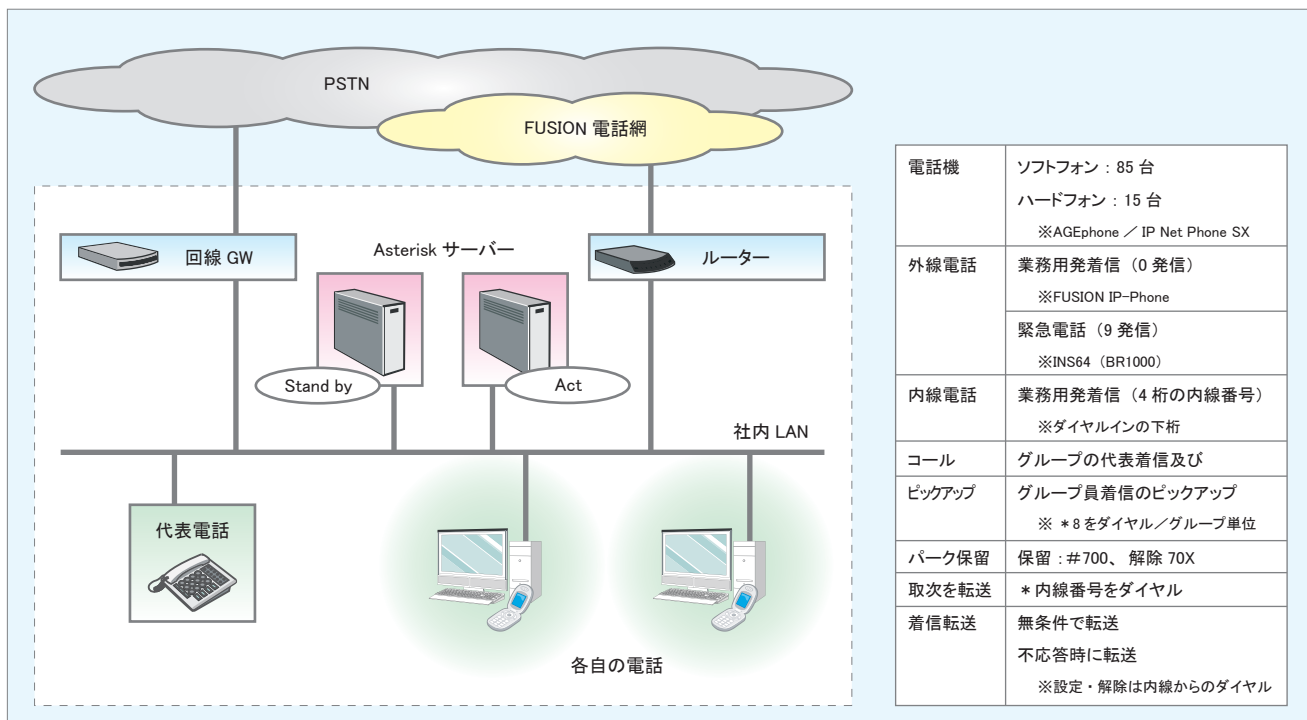 PSTN
FUSION 電話網
回線 GW
Asterisk サーバー
ルーター
Stand by
Act
社内 LAN
代表電話
各自の電話
電話機
ソフトフォン : 85 台
ハードフォン : 15 台
※AGEphone ／ IP Net Phone SX
外線電話
業務用発着信（0 発信）
※FUSION IP-Phone
緊急電話（9 発信）
※INS64（BR1000）
内線電話
業務用発着信（4 桁の内線番号）
※ダイヤルインの下桁
コール
グループの代表着信及び
ピックアップ
グループ員着信のピックアップ
※ ＊8 をダイヤル／グループ単位
パーク保留
保留 : ＃700、 解除 70X
取次を転送
＊内線番号をダイヤル
着信転送
無条件で転送
不応答時に転送
※設定・解除は内線からのダイヤル